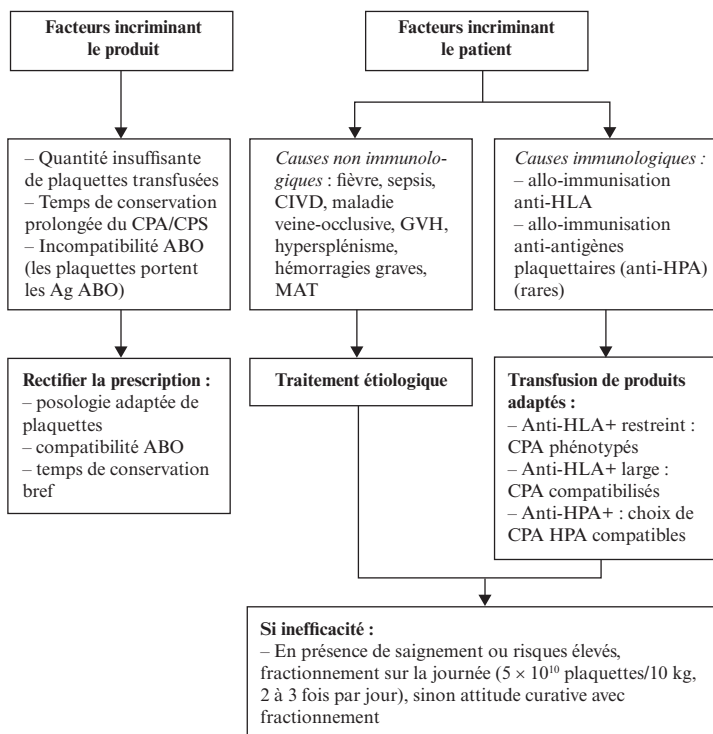 Facteurs incriminant
le produit
Facteurs incriminant
le patient
– Quantité insuffisante
de plaquettes transfusées
– Temps de conservation
prolongée du CPA/CPS
– Incompatibilité ABO
(les plaquettes portent
les Ag ABO)
Causes non immunolo-
giques : fièvre, sepsis,
CIVD, maladie
veine-occlusive, GVH,
hypersplénisme,
hémorragies graves,
MAT
Causes immunologiques :
– allo-immunisation
anti-HLA
– allo-immunisation
anti-antigènes
plaquettaires (anti-HPA)
(rares)
Rectifier la prescription :
– posologie adaptée de
plaquettes
– compatibilité ABO
– temps de conservation
bref
Traitement étiologique
Transfusion de produits
adaptés :
– Anti-HLA+ restreint :
CPA phénotypés
– Anti-HLA+ large :
CPA compatibilisés
– Anti-HPA+ : choix de
CPA HPA compatibles
Si inefficacité :
– En présence de saignement ou risques élevés,
fractionnement sur la journée (5 × 10¹⁰ plaquettes/10 kg,
2 à 3 fois par jour), sinon attitude curative avec
fractionnement